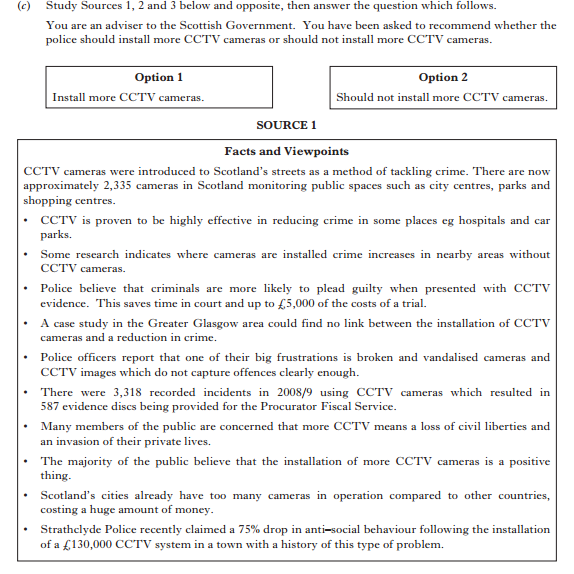 (c) Study Sources 1, 2 and 3 below and opposite, then answer the question which follows.
You are an adviser to the Scottish Government. You have been asked to recommend whether the
police should install more CCTV cameras or should not install more CCTV cameras.
Option 1
Install more CCTV cameras.
Option 2
Should not install more CCTV cameras.
SOURCE 1
Facts and Viewpoints
CCTV cameras were introduced to Scotland's streets as a method of tackling crime. There are now
approximately 2,335 cameras in Scotland monitoring public spaces such as city centres, parks and
shopping centres.
• CCTV is proven to be highly effective in reducing crime in some places eg hospitals and car
parks.
• Some research indicates where cameras are installed crime increases in nearby areas without
CCTV cameras.
• Police believe that criminals are more likely to plead guilty when presented with CCTV
evidence. This saves time in court and up to £5,000 of the costs of a trial.
• A case study in the Greater Glasgow area could find no link between the installation of CCTV
cameras and a reduction in crime.
• Police officers report that one of their big frustrations is broken and vandalised cameras and
CCTV images which do not capture offences clearly enough.
• There were 3,318 recorded incidents in 2008/9 using CCTV cameras which resulted in
587 evidence discs being provided for the Procurator Fiscal Service.
• Many members of the public are concerned that more CCTV means a loss of civil liberties and
an invasion of their private lives.
• The majority of the public believe that the installation of more CCTV cameras is a positive
thing.
• Scotland's cities already have too many cameras in operation compared to other countries,
costing a huge amount of money.
• Strathclyde Police recently claimed a 75% drop in anti–social behaviour following the installation
of a £130,000 CCTV system in a town with a history of this type of problem.